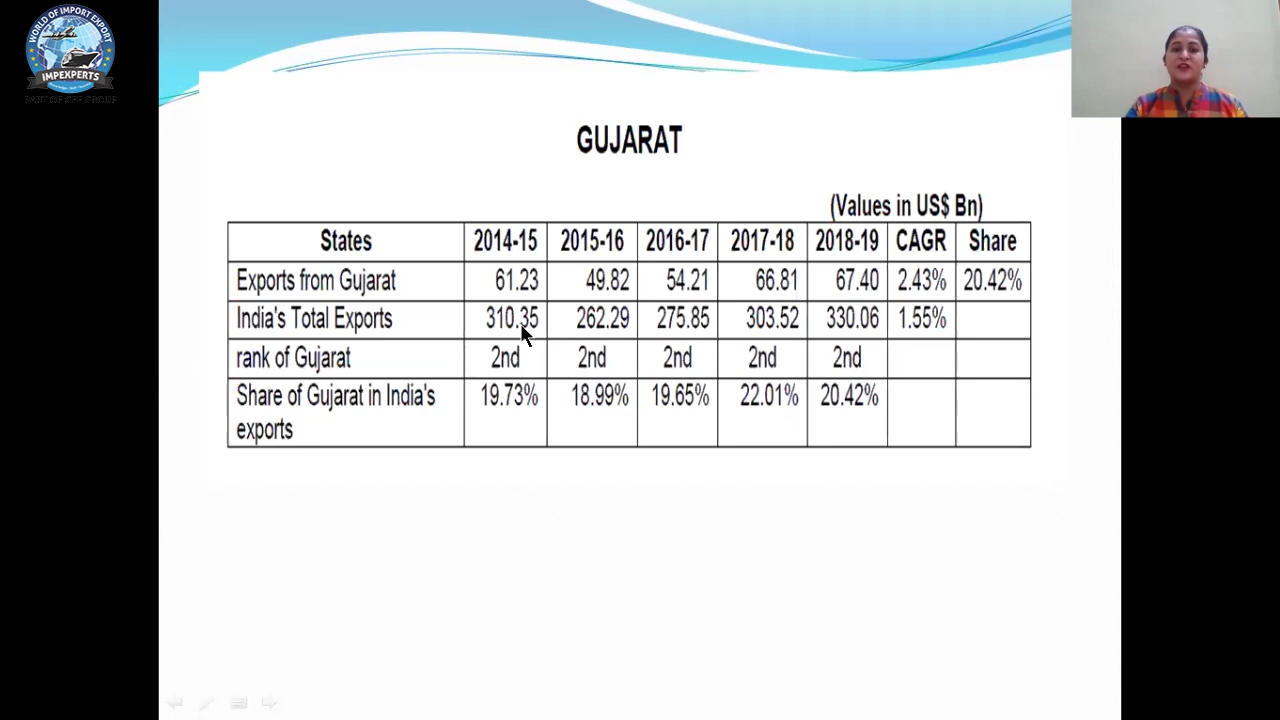 WORLD OF IMPORT EXPORT
IMPEXPERTS
GUJARAT
(Values in US$ Bn)
States 2014-15 2015-16 2016-17 2017-18 2018-19 CAGR Share
Exports from Gujarat 61.23 49.82 54.21 66.81 67.40 2.43% 20.42%
India's Total Exports 310.35 262.29 275.85 303.52 330.06 1.55%
rank of Gujarat 2nd 2nd 2nd 2nd 2nd
Share of Gujarat in India's
exports 19.73% 18.99% 19.65% 22.01% 20.42%